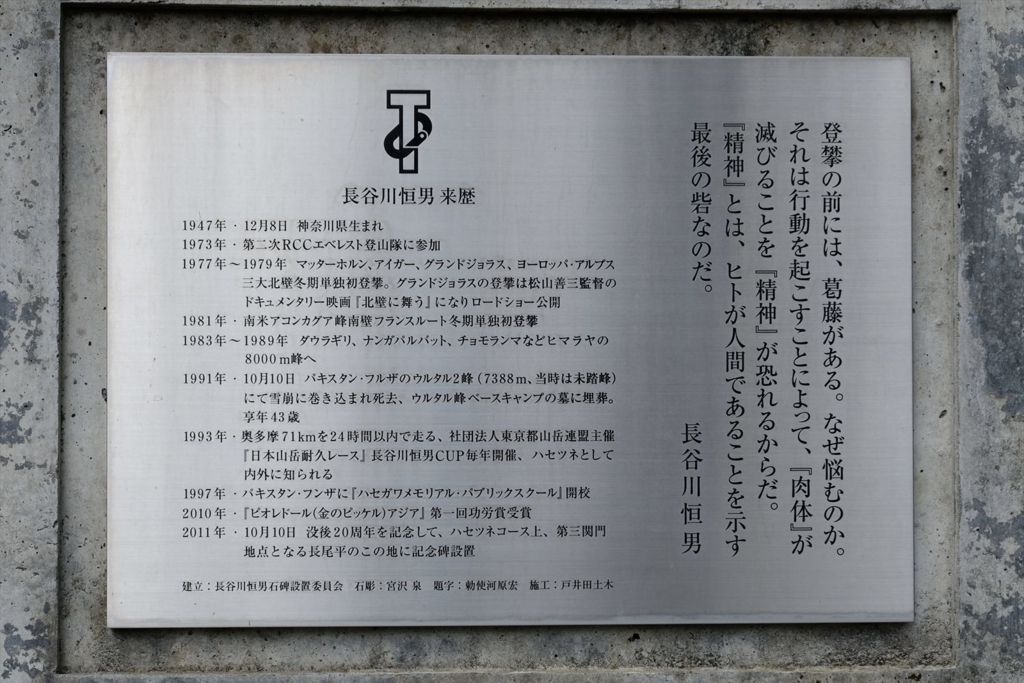 登攀の前には、葛藤がある。なぜ悩むのか。
それは行動を起こすことによって、『肉体』が
滅びることを『精神』が恐れるからだ。
『精神』とは、ヒトが人間であることを示す
最後の砦なのだ。
長谷川恒男
長谷川恒男 来歴
1947年・12月8日 神奈川県生まれ
1973年・第二次RCCエベレスト登山隊に参加
1977年～1979年 マッターホルン、アイガー、グランドジョラス、ヨーロッパ・アルプス
三大北壁冬期単独初登攀。グランドジョラスの登攀は松山善三監督の
ドキュメンタリー映画『北壁に舞う』になりロードショー公開
1981年・南米アコンカグア峰南壁フランスルート冬期単独初登攀
1983年～1989年 ダウラギリ、ナンガパルバット、チョモランマなどヒマラヤの
8000m峰へ
1991年・10月10日 パキスタン・フルザのウルタル2峰（7388m、当時は未踏峰）
にて雪崩に巻き込まれ死去、ウルタル峰ベースキャンプの墓に埋葬。
享年43歳
1993年・奥多摩71kmを24時間以内で走る、社団法人東京都山岳連盟主催
『日本山岳耐久レース』長谷川恒男CUP毎年開催、ハセツネとして
内外に知られる
1997年・パキスタン・フンザに『ハセガワメモリアル・パブリックスクール』開校
2010年・『ピオレドール(金のピッケル)アジア』第一回功労賞受賞
2011年・10月10日 没後20周年を記念して、ハセツネコース上、第三関門
地点となる長尾平のこの地に記念碑設置
建立：長谷川恒男石碑設置委員会 石彫：宮沢 泉 題字：勅使河原宏 施工：戸井田土木